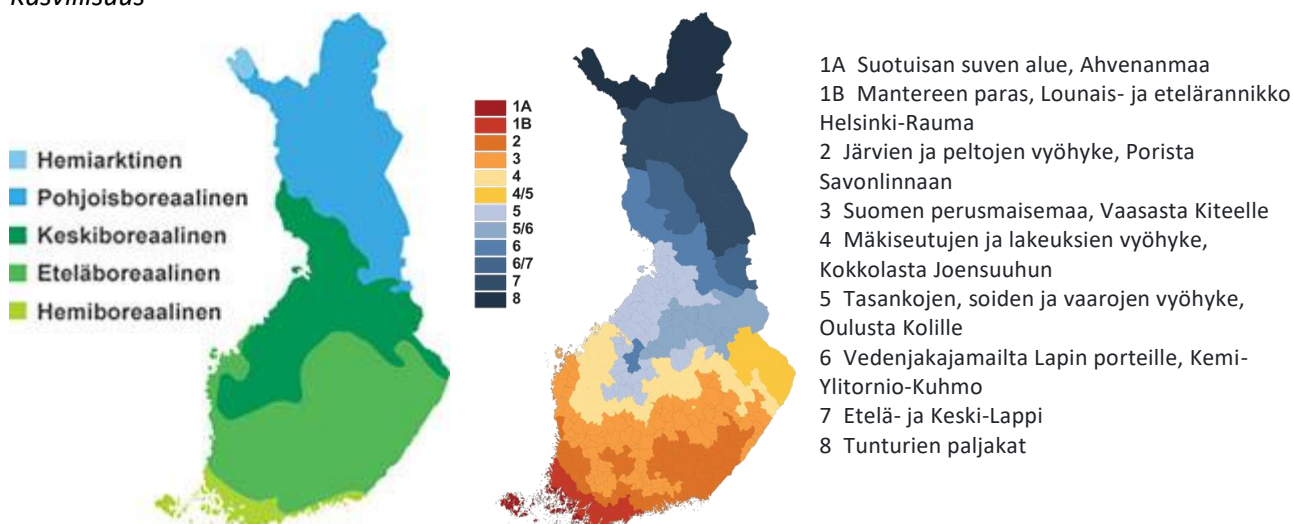 Kasvillisuus
Hemiarktinen
Pohjoisboreaalinen
Keskiboreaalinen
Eteläboreaalinen
Hemiboreaalinen
1A
1B
2
3
4
4/5
5
5/6
6
6/7
7
8
1A Suotuisan suven alue, Ahvenanmaa
1B Mantereen paras, Lounais- ja etelärannikko
Helsinki-Rauma
2 Järvien ja peltojen vyöhyke, Porista
Savonlinnaan
3 Suomen perusmaisemaa, Vaasasta Kiteelle
4 Mäkiseutujen ja lakeuksien vyöhyke,
Kokkolasta Joensuuhun
5 Tasankojen, soiden ja vaarojen vyöhyke,
Oulusta Kolille
6 Vedenjakajamailta Lapin porteille, Kemi-
Ylitornio-Kuhmo
7 Etelä- ja Keski-Lappi
8 Tunturien paljakat